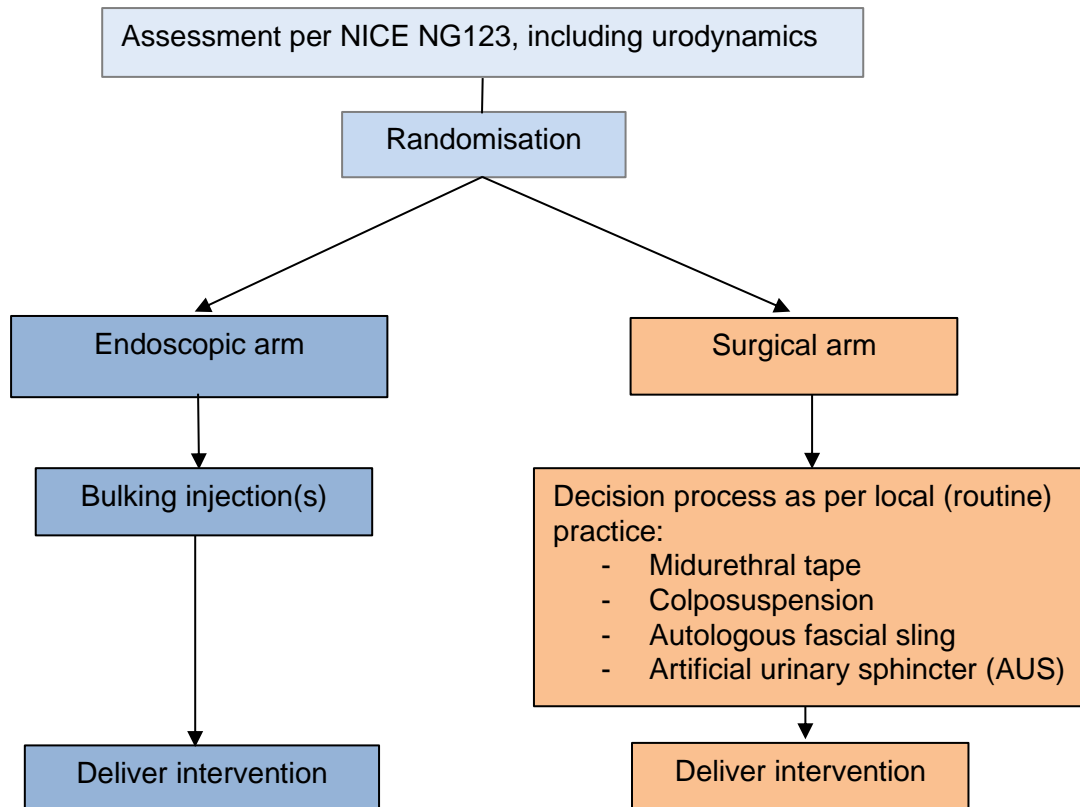 Assessment per NICE NG123, including urodynamics
Randomisation
Endoscopic arm
Surgical arm
Bulking injection(s)
Decision process as per local (routine)
practice:
- Midurethral tape
- Colposuspension
- Autologous fascial sling
- Artificial urinary sphincter (AUS)
Deliver intervention
Deliver intervention